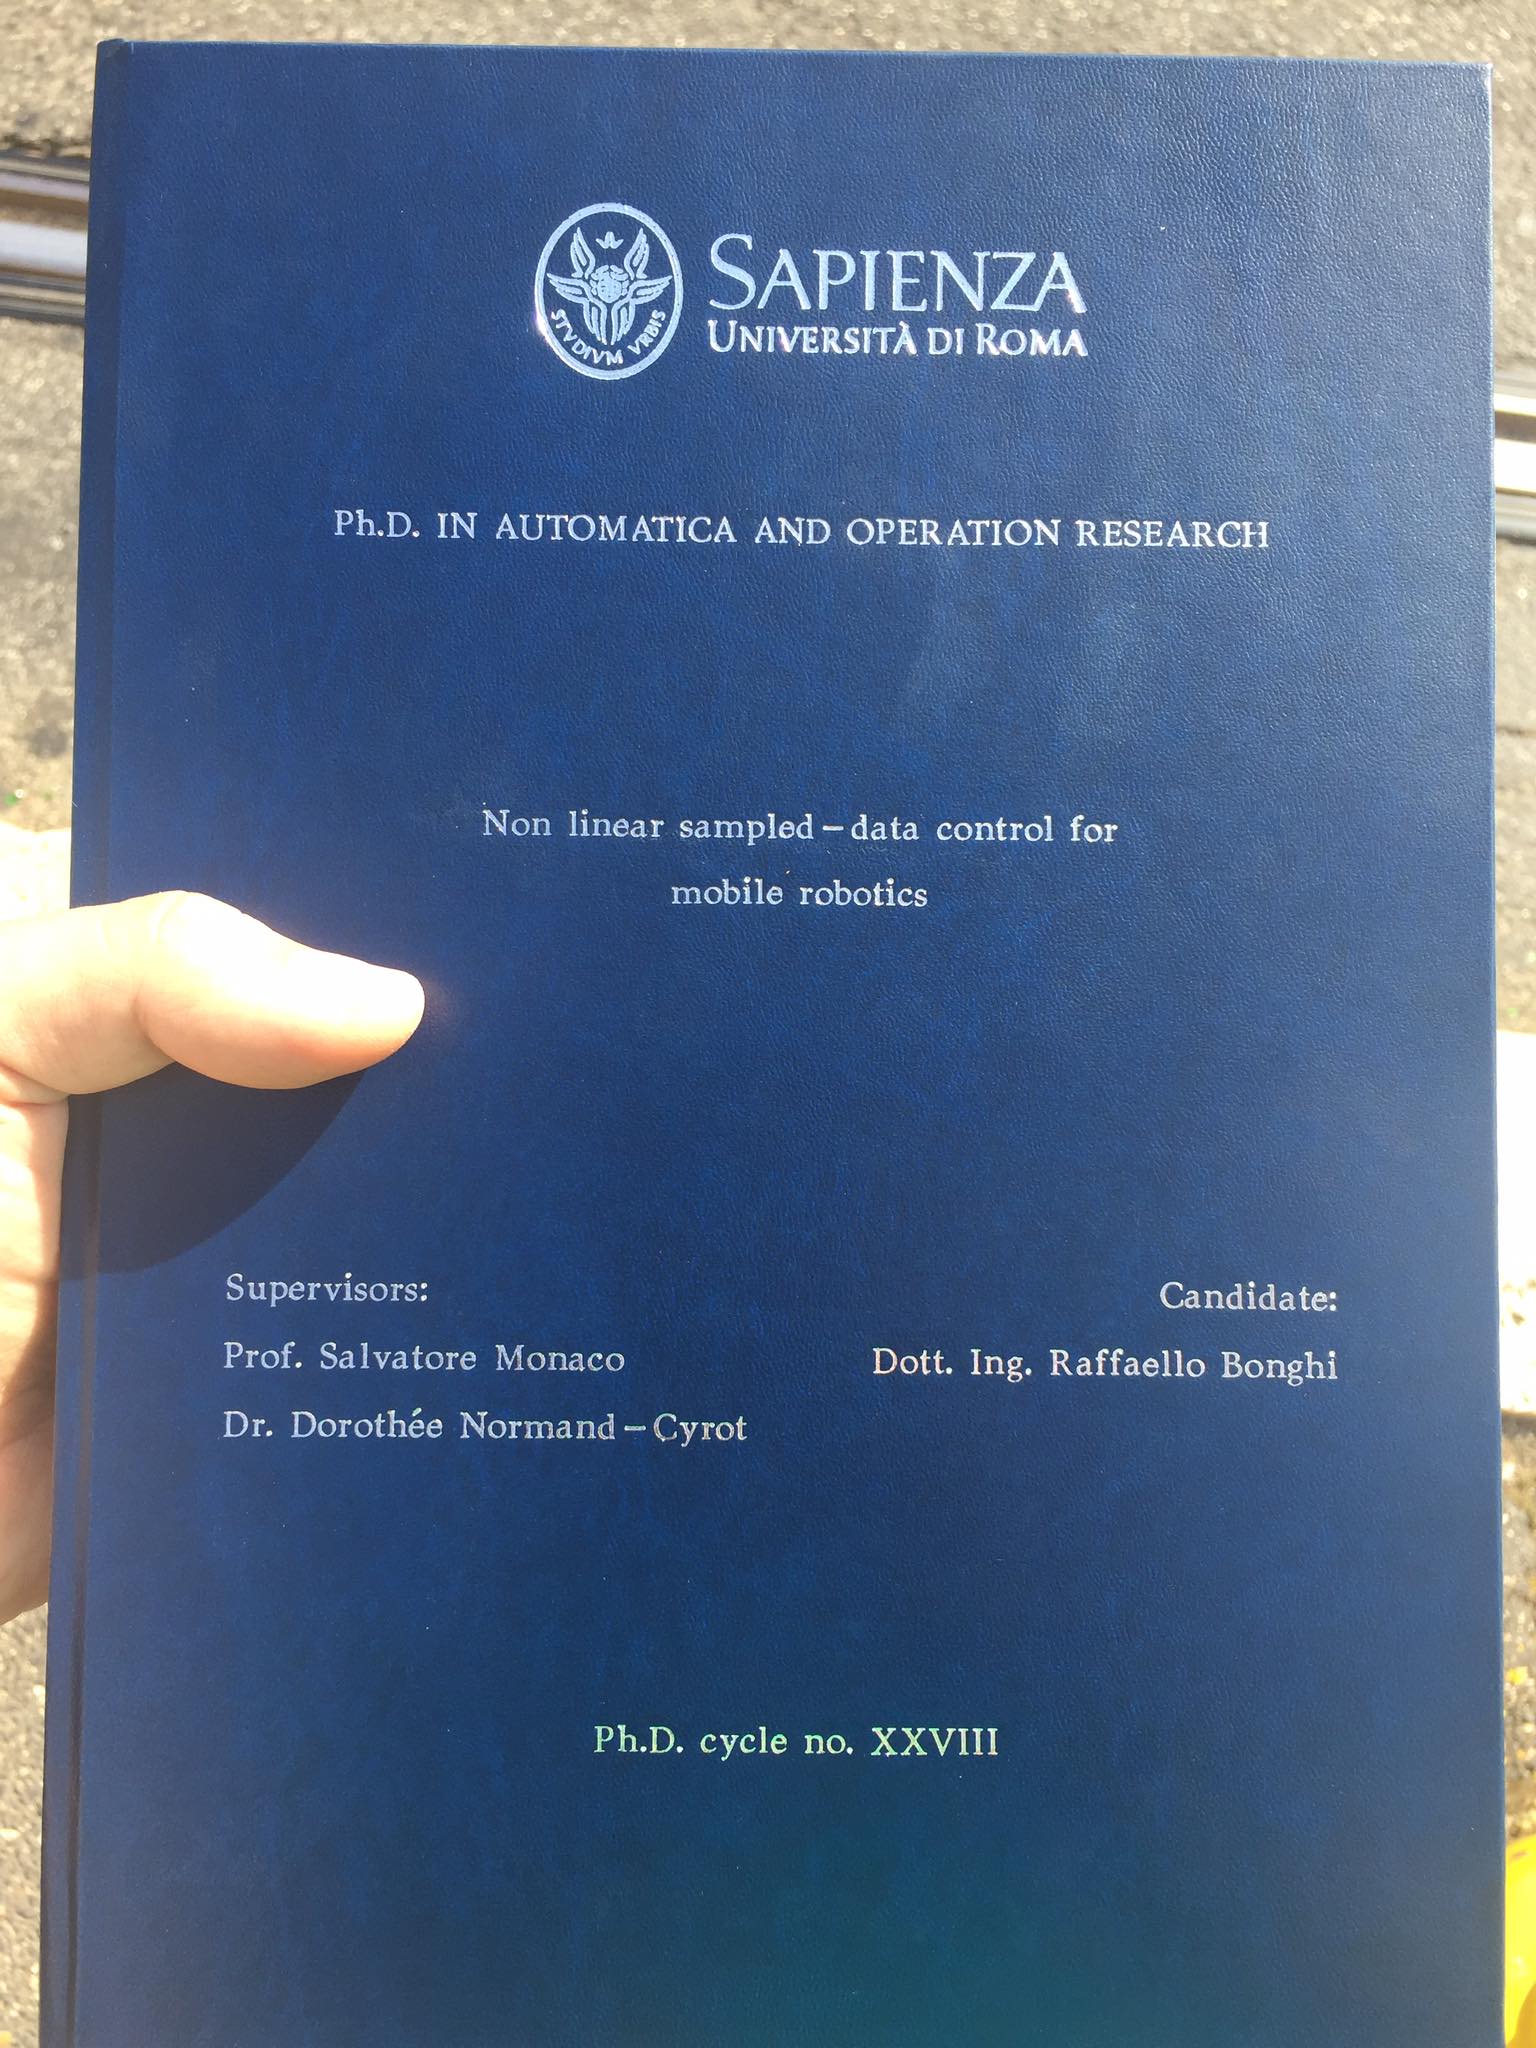 STVDIVM VRBIS
SAPIENZA
UNIVERSITÀ DI ROMA
Ph.D. IN AUTOMATICA AND OPERATION RESEARCH
Non linear sampled-data control for
mobile robotics
Supervisors:
Prof. Salvatore Monaco
Dr. Dorothée Normand-Cyrot
Candidate:
Dott. Ing. Raffaello Bonghi
Ph.D. cycle no. XXVIII